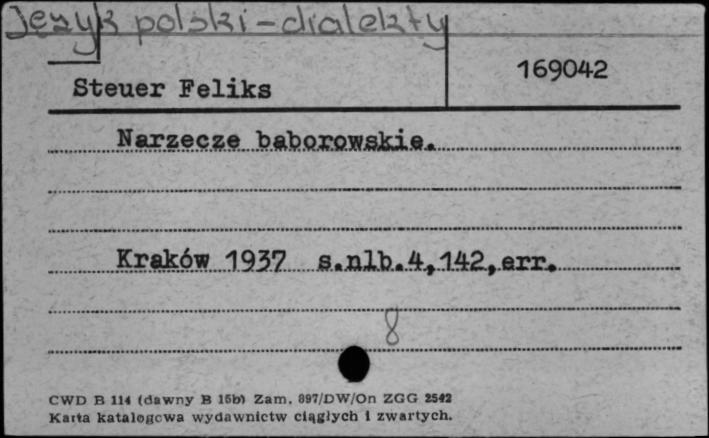 Język polski - dialekty
169042
Steuer Feliks
Narzecze baborowskie.
Kraków 1937 s.nlb.4,142,err.
8
CWD B 114 (dawny B 15b) Zam. 897/DW/On ZGG 2542
Karta katalogowa wydawnictw ciągłych i zwartych.